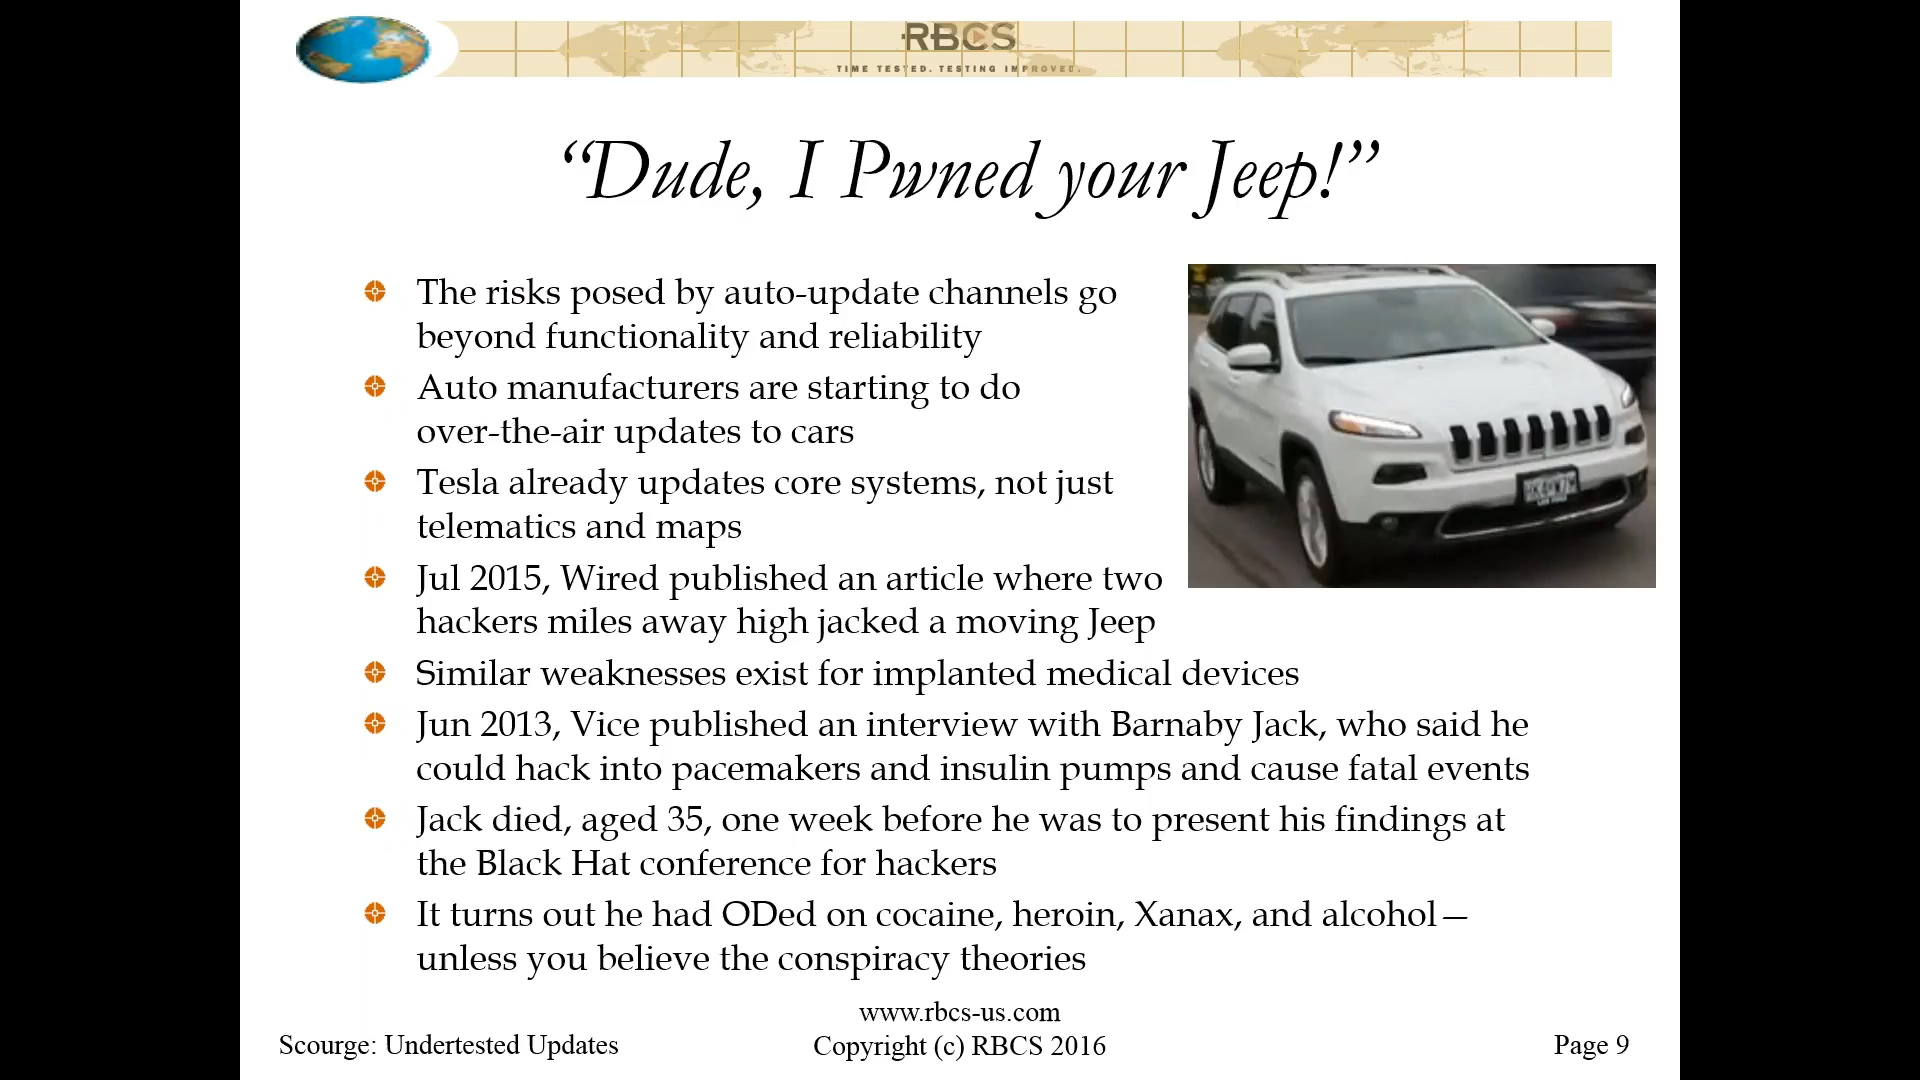 RBCS
TIME TESTED. TESTING IMPROVED.
“Dude, I Pwned your Jeep!”
The risks posed by auto-update channels go
beyond functionality and reliability
Auto manufacturers are starting to do
over-the-air updates to cars
Tesla already updates core systems, not just
telematics and maps
Jul 2015, Wired published an article where two
hackers miles away high jacked a moving Jeep
Similar weaknesses exist for implanted medical devices
Jun 2013, Vice published an interview with Barnaby Jack, who said he
could hack into pacemakers and insulin pumps and cause fatal events
Jack died, aged 35, one week before he was to present his findings at
the Black Hat conference for hackers
It turns out he had ODed on cocaine, heroin, Xanax, and alcohol—
unless you believe the conspiracy theories
www.rbcs-us.com
Scourge: Undertested Updates
Copyright (c) RBCS 2016
Page 9